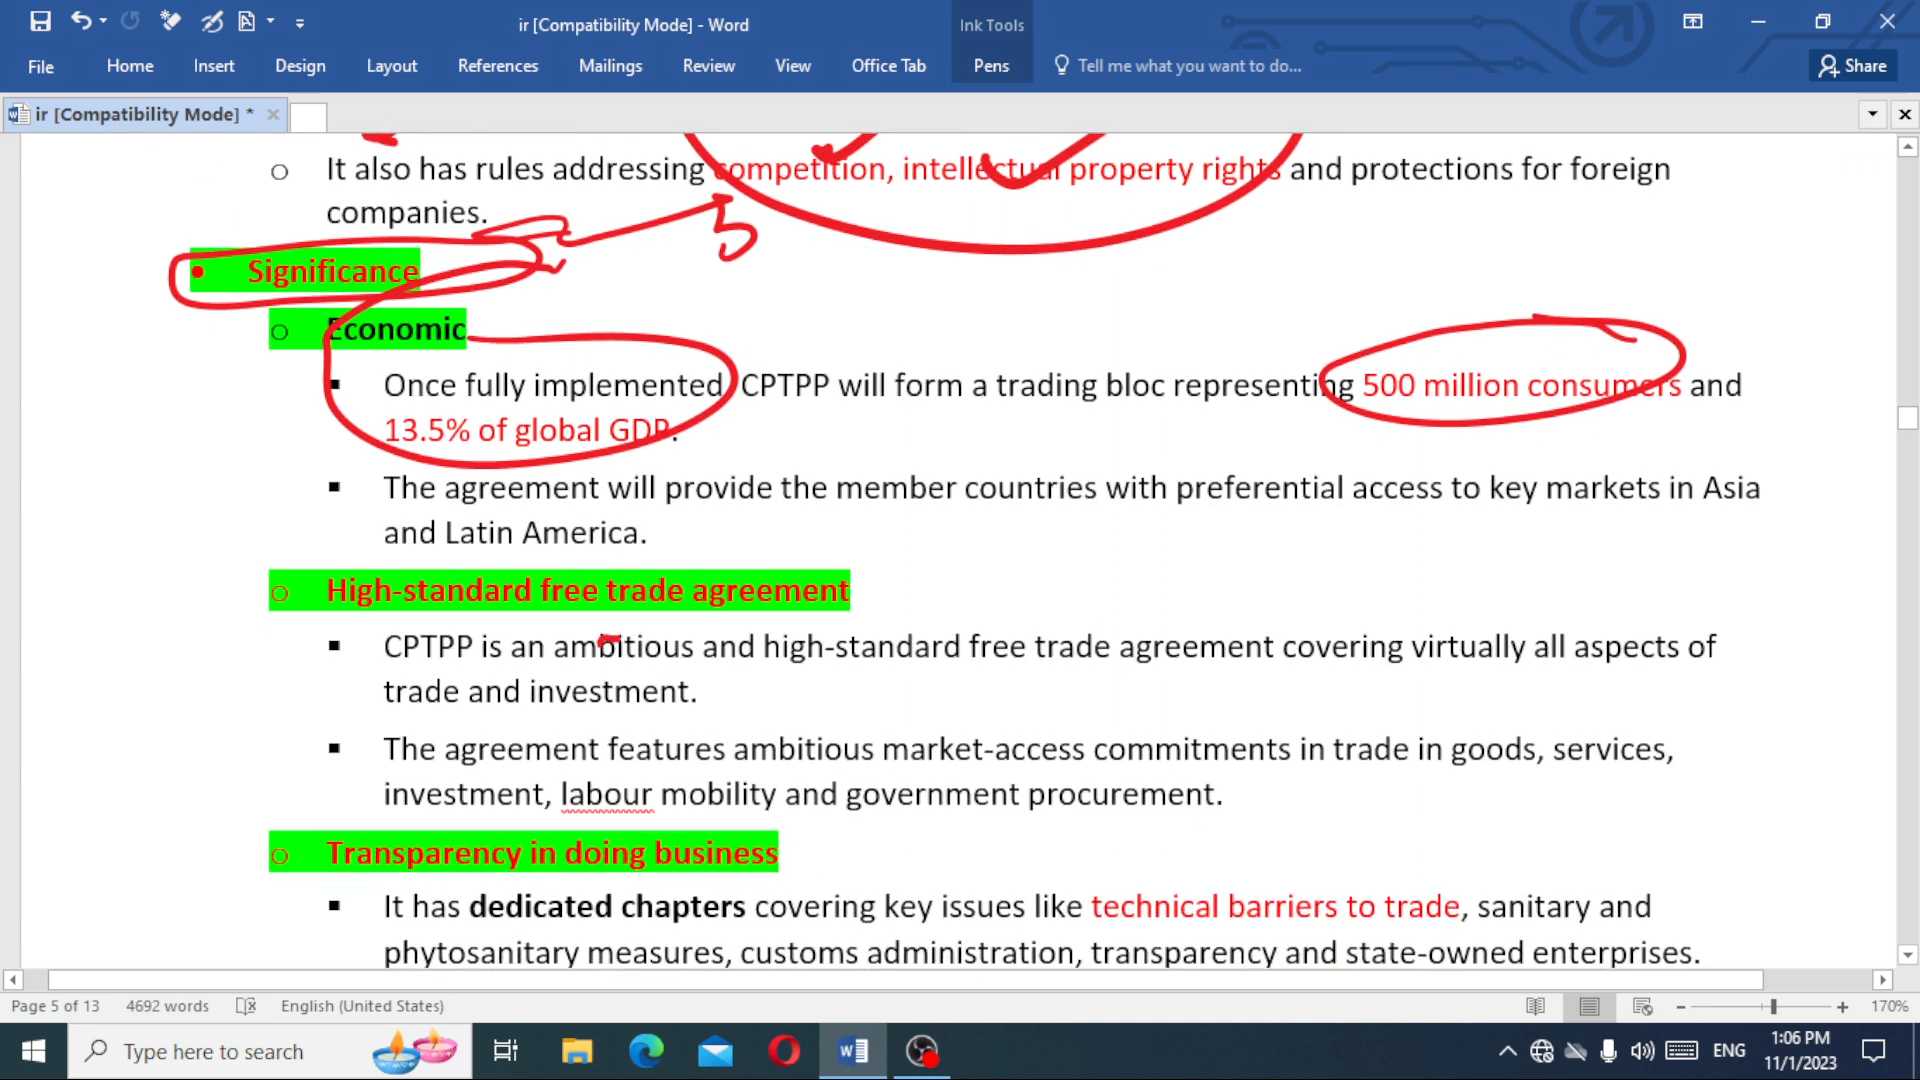 ir [Compatibility Mode] - Word
Ink Tools
File Home Insert Design Layout References Mailings Review View Office Tab Pens Tell me what you want to do... Share
ir [Compatibility Mode] *
o It also has rules addressing competition, intellectual property rights and protections for foreign
companies.
5
• Significance
o Economic
▪ Once fully implemented, CPTPP will form a trading bloc representing 500 million consumers and
13.5% of global GDP.
▪ The agreement will provide the member countries with preferential access to key markets in Asia
and Latin America.
o High-standard free trade agreement
▪ CPTPP is an ambitious and high-standard free trade agreement covering virtually all aspects of
trade and investment.
▪ The agreement features ambitious market-access commitments in trade in goods, services,
investment, labour mobility and government procurement.
o Transparency in doing business
▪ It has dedicated chapters covering key issues like technical barriers to trade, sanitary and
phytosanitary measures, customs administration, transparency and state-owned enterprises.
Page 5 of 13 4692 words English (United States) 170%
Type here to search
ENG
1:06 PM
11/1/2023